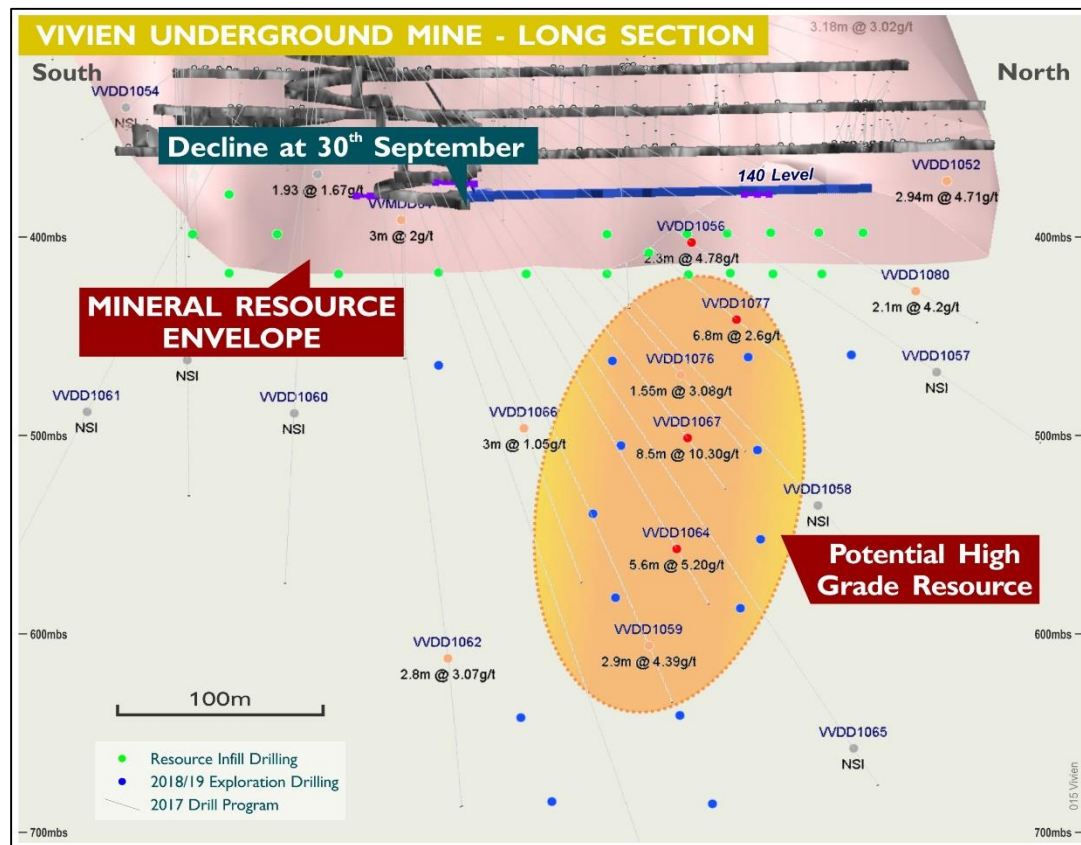 VIVIEN UNDERGROUND MINE - LONG SECTION
3.18m @ 3.02g/t
South
North
VVDD1054
NSI
Decline at 30th September
VVDD1052
2.94m @ 4.71g/t
140 Level
1.93 @ 1.67g/t
3m @ 2g/t
400mbs
400mbs
VVDD1056
2.3m @ 4.78g/t
VVDD1080
2.1m @ 4.2g/t
MINERAL RESOURCE
ENVELOPE
VVDD1077
6.8m @ 2.6g/t
VVDD1076
1.55m @ 3.08g/t
VVDD1057
NSI
NSI
VVDD1061
NSI
VVDD1060
NSI
VVDD1066
3m @ 1.05g/t
VVDD1067
8.5m @ 10.30g/t
500mbs
500mbs
VVDD1058
NSI
VVDD1064
5.6m @ 5.20g/t
Potential High
Grade Resource
600mbs
600mbs
VVDD1059
2.9m @ 4.39g/t
VVDD1062
2.8m @ 3.07g/t
100m
VVDD1065
NSI
Resource Infill Drilling
2018/19 Exploration Drilling
2017 Drill Program
015 Vivien
700mbs
700mbs